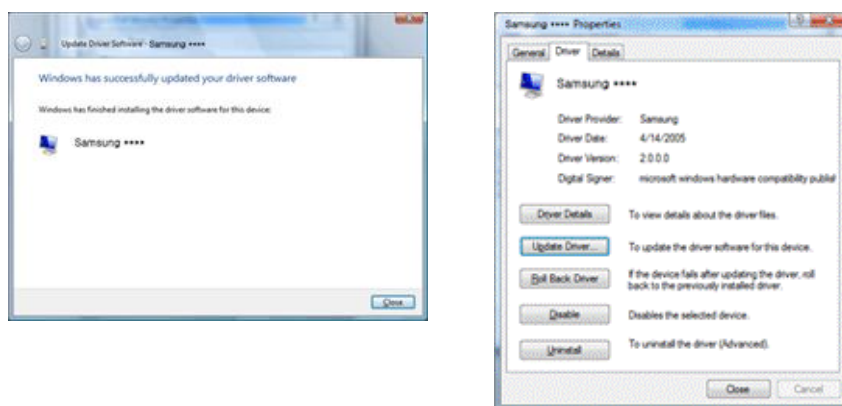 Update Driver Software - Samsung ****
Windows has successfully updated your driver software
Windows has finished installing the driver software for this device:
Samsung ****
Close
Samsung **** Properties
General Driver Details
Samsung ****
Driver Provider: Samsung
Driver Date: 4/14/2005
Driver Version: 2.0.0.0
Digital Signer: microsoft windows hardware compatibility publish
Driver Details To view details about the driver files.
Update Driver... To update the driver software for this device.
Roll Back Driver If the device fails after updating the driver, roll
back to the previously installed driver.
Disable Disables the selected device.
Uninstall To uninstall the driver (Advanced).
Close Cancel